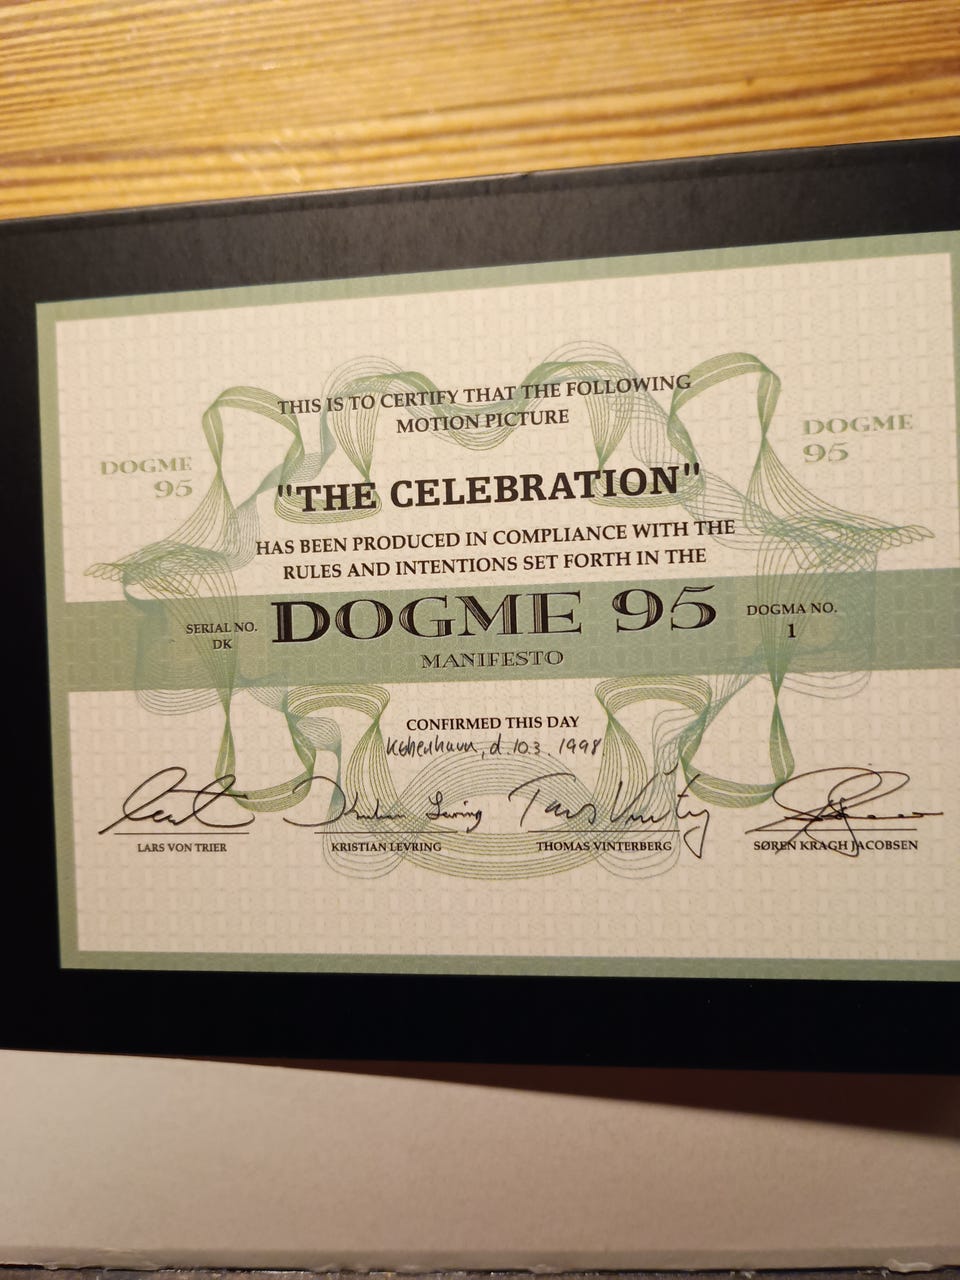 THIS IS TO CERTIFY THAT THE FOLLOWING
MOTION PICTURE
DOGME
95
DOGME
95
"THE CELEBRATION"
HAS BEEN PRODUCED IN COMPLIANCE WITH THE
RULES AND INTENTIONS SET FORTH IN THE
SERIAL NO.
DK
DOGME 95
MANIFESTO
DOGMA NO.
1
CONFIRMED THIS DAY
København, d. 10.3. 1998.
LARS VON TRIER
KRISTIAN LEVRING
THOMAS VINTERBERG
SØREN KRAGH JACOBSEN